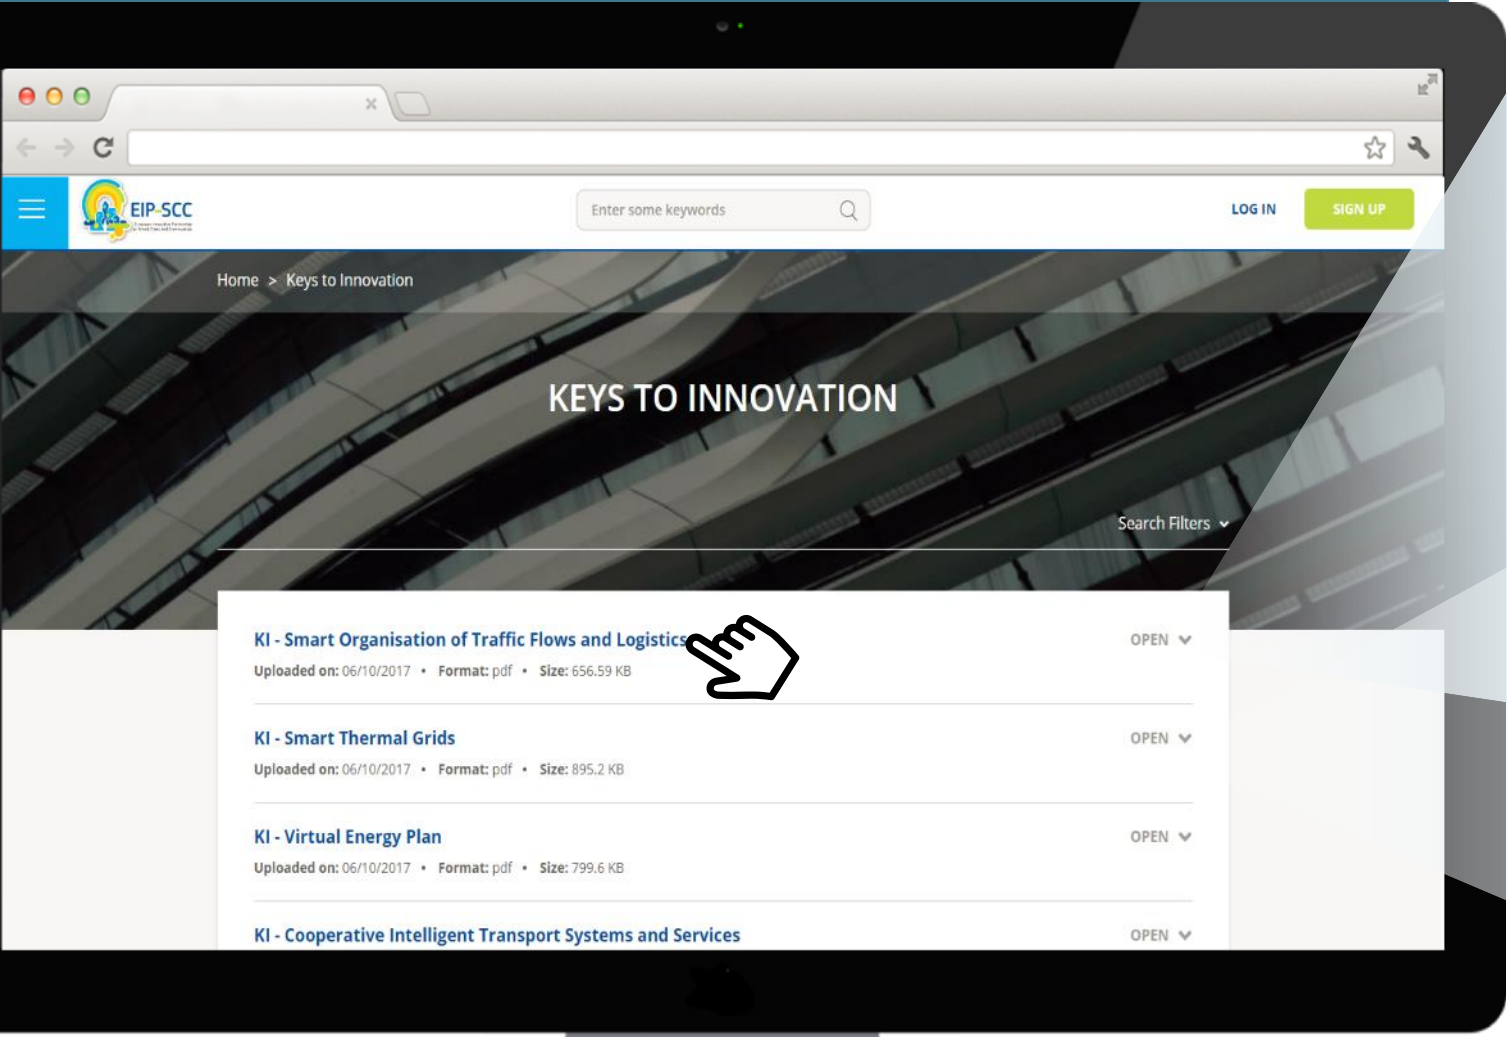 EIP-SCC
Enter some keywords
LOG IN
SIGN UP
Home > Keys to Innovation
KEYS TO INNOVATION
Search Filters
KI - Smart Organisation of Traffic Flows and Logistics
OPEN
Uploaded on: 06/10/2017 • Format: pdf • Size: 656.59 KB
KI - Smart Thermal Grids
OPEN
Uploaded on: 06/10/2017 • Format: pdf • Size: 895.2 KB
KI - Virtual Energy Plan
OPEN
Uploaded on: 06/10/2017 • Format: pdf • Size: 799.6 KB
KI - Cooperative Intelligent Transport Systems and Services
OPEN